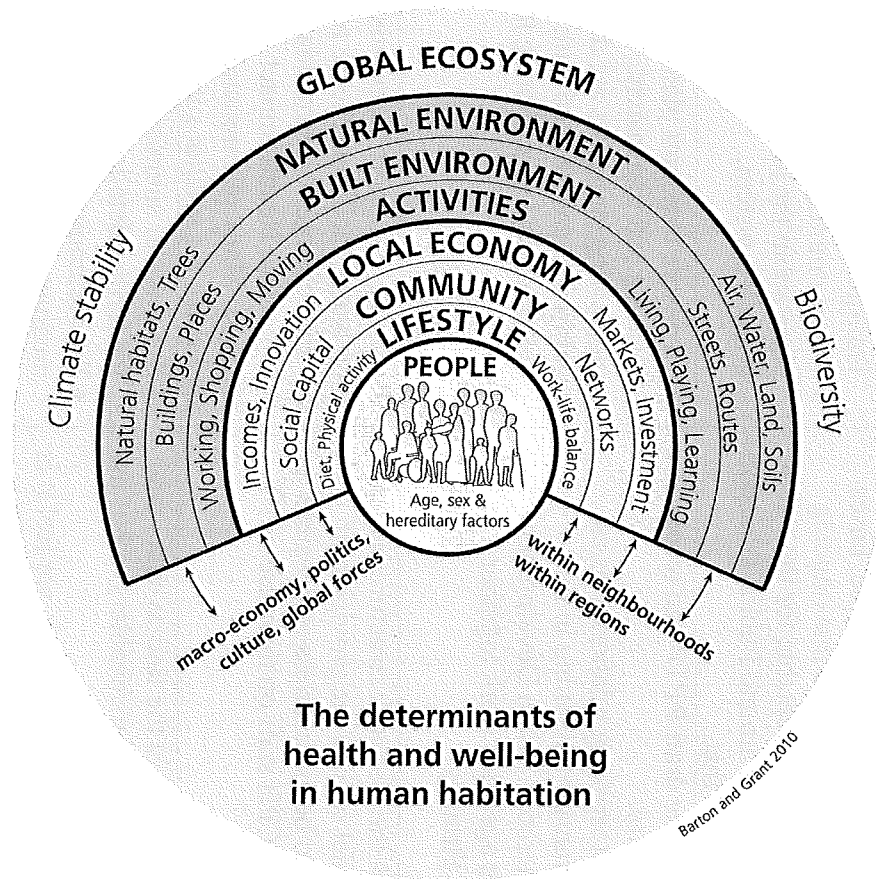 GLOBAL ECOSYSTEM
NATURAL ENVIRONMENT
BUILT ENVIRONMENT
ACTIVITIES
LOCAL ECONOMY
COMMUNITY
LIFESTYLE
PEOPLE
Age, sex &
hereditary factors
Climate stability
Natural habitats, Trees
Buildings, Places
Working, Shopping, Moving
Incomes, Innovation
Social capital
Diet, Physical activity
Work-life balance
Networks
Markets, Investment
Living, Playing, Learning
Streets, Routes
Air, Water, Land, Soils
Biodiversity
macro-economy, politics,
culture, global forces
within neighbourhoods
within regions
The determinants of
health and well-being
in human habitation
Barton and Grant 2010